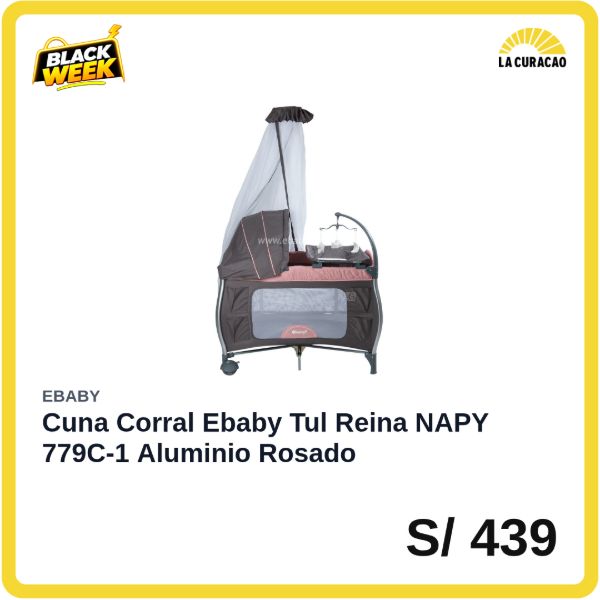 BLACK
WEEK
LA CURACAO
EBABY
Cuna Corral Ebaby Tul Reina NAPY
779C-1 Aluminio Rosado
S/ 439